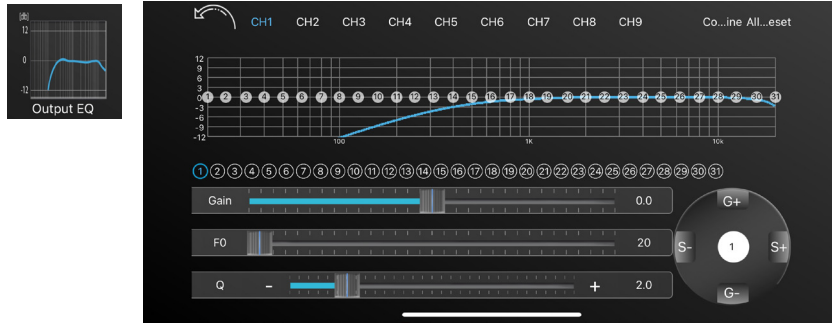 [dB]
12
0
-12
Output EQ
CH1 CH2 CH3 CH4 CH5 CH6 CH7 CH8 CH9 Co...ine All...eset
12
9
6
3
0
-3
-6
-9
-12
1 2 3 4 5 6 7 8 9 10 11 12 13 14 15 16 17 18 19 20 21 22 23 24 25 26 27 28 29 30 31
100 1K 10k
1 2 3 4 5 6 7 8 9 10 11 12 13 14 15 16 17 18 19 20 21 22 23 24 25 26 27 28 29 30 31
Gain 0.0
F0 20
Q - + 2.0
G+
S- 1 S+
G-